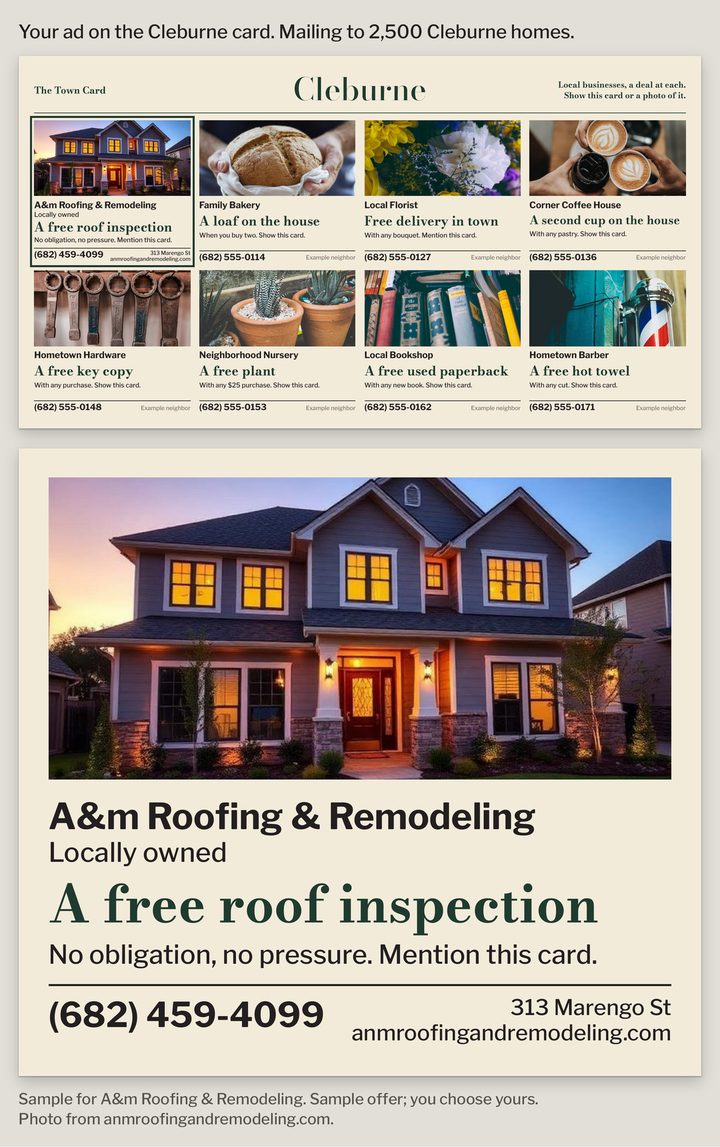 Your ad on the Cleburne card. Mailing to 2,500 Cleburne homes.
The Town Card
Cleburne
Local businesses, a deal at each.
Show this card or a photo of it.
A&m Roofing & Remodeling
Locally owned
A free roof inspection
No obligation, no pressure. Mention this card.
(682) 459-4099
313 Marengo St
anmroofingandremodeling.com
Family Bakery
A loaf on the house
When you buy two. Show this card.
(682) 555-0114
Example neighbor
Local Florist
Free delivery in town
With any bouquet. Mention this card.
(682) 555-0127
Example neighbor
Corner Coffee House
A second cup on the house
With any pastry. Show this card.
(682) 555-0136
Example neighbor
Hometown Hardware
A free key copy
With any purchase. Show this card.
(682) 555-0148
Example neighbor
Neighborhood Nursery
A free plant
With any $25 purchase. Show this card.
(682) 555-0153
Example neighbor
Local Bookshop
A free used paperback
With any new book. Show this card.
(682) 555-0162
Example neighbor
Hometown Barber
A free hot towel
With any cut. Show this card.
(682) 555-0171
Example neighbor
A&m Roofing & Remodeling
Locally owned
A free roof inspection
No obligation, no pressure. Mention this card.
(682) 459-4099
313 Marengo St
anmroofingandremodeling.com
Sample for A&m Roofing & Remodeling. Sample offer; you choose yours.
Photo from anmroofingandremodeling.com.